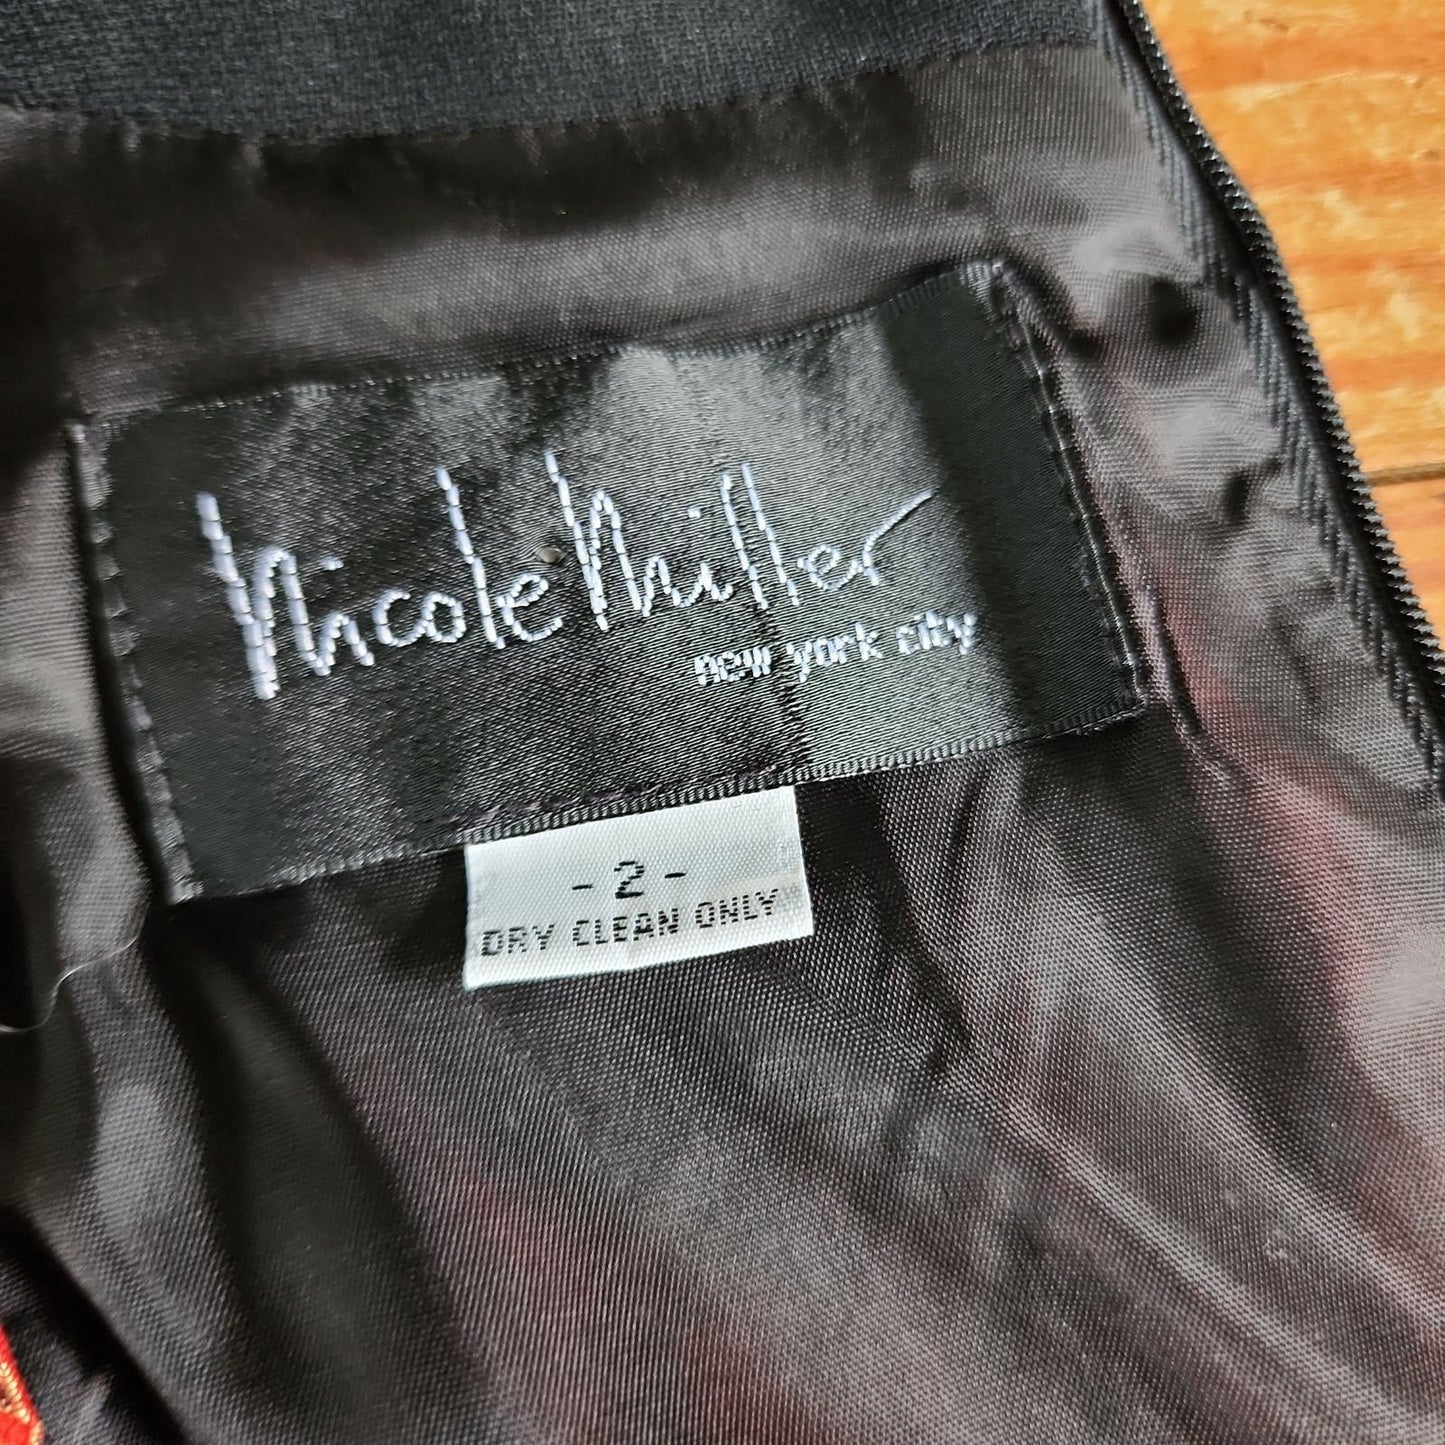 Nicole Miller
new york city
- 2 -
DRY CLEAN ONLY